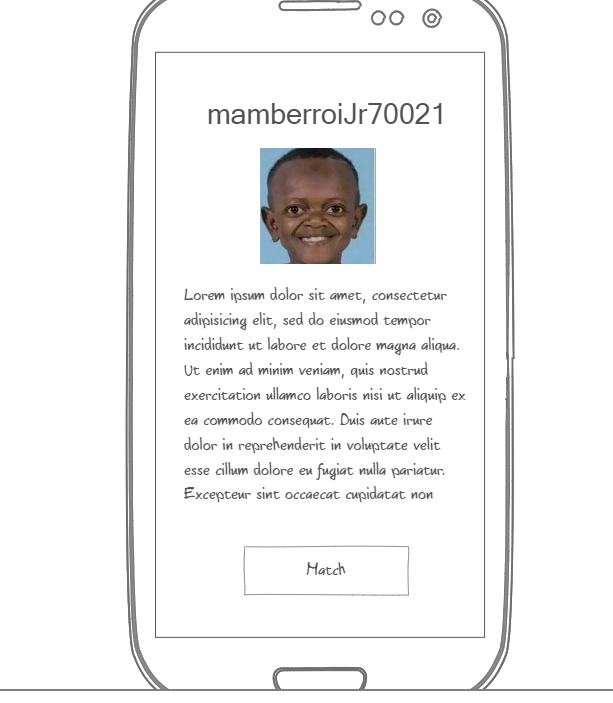 mamberroiJr70021
Lorem ipsum dolor sit amet, consectetur
adipisicing elit, sed do eiusmod tempor
incididunt ut labore et dolore magna aliqua.
Ut enim ad minim veniam, quis nostrud
exercitation ullamco laboris nisi ut aliquip ex
ea commodo consequat. Duis aute irure
dolor in reprehenderit in voluptate velit
esse cillum dolore eu fugiat nulla pariatur.
Excepteur sint occaecat cupidatat non
Match